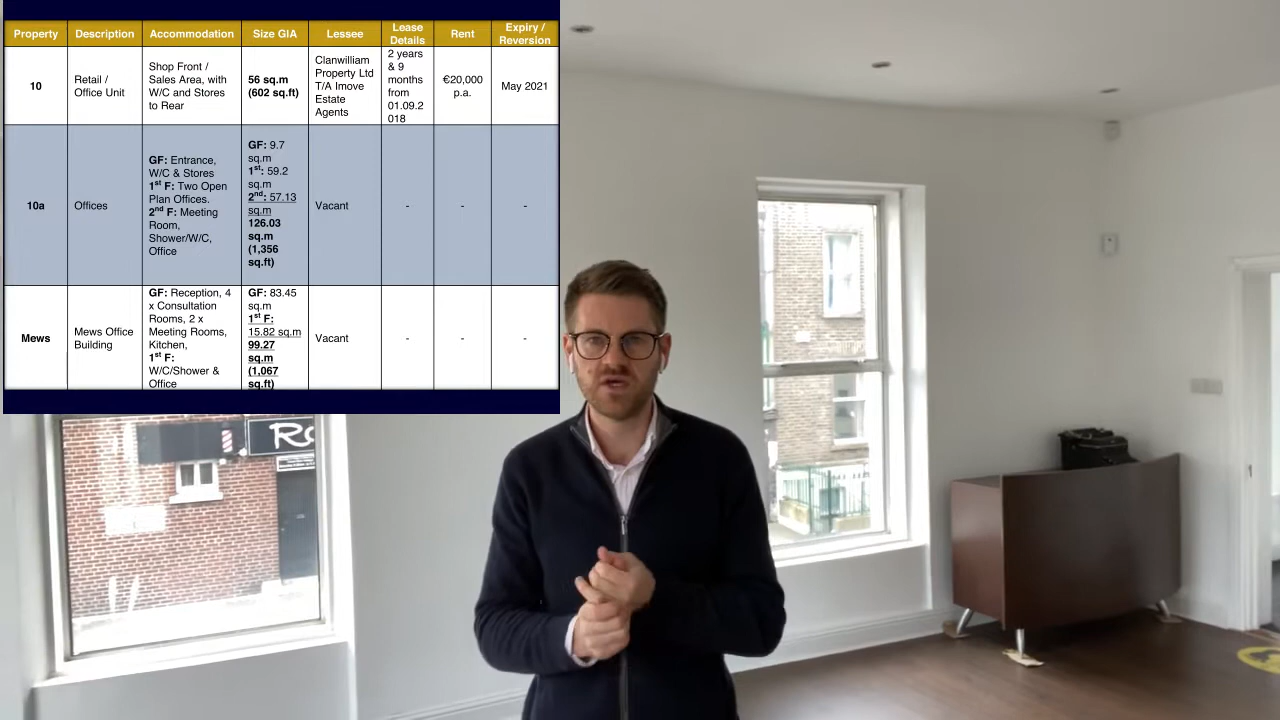 Property
Description
Accommodation
Size GIA
Lessee
Lease
Details
Rent
Expiry /
Reversion
10
Retail /
Office Unit
Shop Front /
Sales Area, with
W/C and Stores
to Rear
56 sq.m
(602 sq.ft)
Clanwilliam
Property Ltd
T/A Imove
Estate
Agents
2 years
& 9
months
from
01.09.2
018
€20,000
p.a.
May 2021
10a
Offices
GF: Entrance,
W/C & Stores
1st F: Two Open
Plan Offices.
2nd F: Meeting
Room,
Shower/W/C,
Office
GF: 9.7
sq.m
1st: 59.2
sq.m
2nd: 57.13
sq.m
126.03
sq.m
(1,356
sq.ft)
Vacant
-
-
-
Mews
Mews Office
Building
GF: Reception, 4
x Consultation
Rooms, 2 x
Meeting Rooms,
Kitchen,
1st F:
W/C/Shower &
Office
GF: 83.45
sq.m
1st F:
15.82 sq.m
99.27
sq.m
(1,067
sq.ft)
Vacant
-
-
-